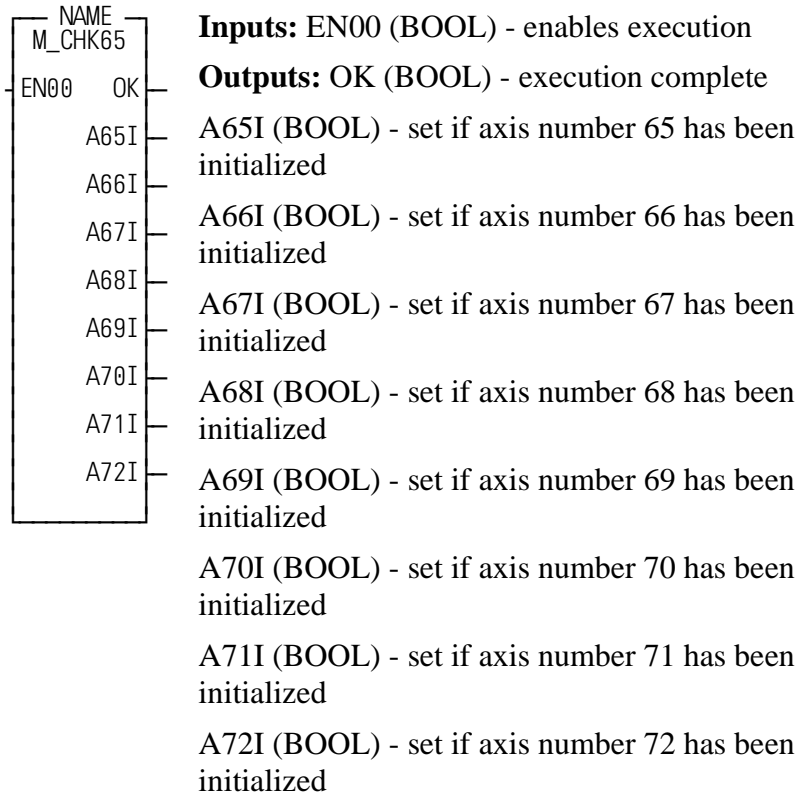 NAME
M_CHK65
EN00 OK
A65I
A66I
A67I
A68I
A69I
A70I
A71I
A72I
Inputs: EN00 (BOOL) - enables execution
Outputs: OK (BOOL) - execution complete
A65I (BOOL) - set if axis number 65 has been
initialized
A66I (BOOL) - set if axis number 66 has been
initialized
A67I (BOOL) - set if axis number 67 has been
initialized
A68I (BOOL) - set if axis number 68 has been
initialized
A69I (BOOL) - set if axis number 69 has been
initialized
A70I (BOOL) - set if axis number 70 has been
initialized
A71I (BOOL) - set if axis number 71 has been
initialized
A72I (BOOL) - set if axis number 72 has been
initialized